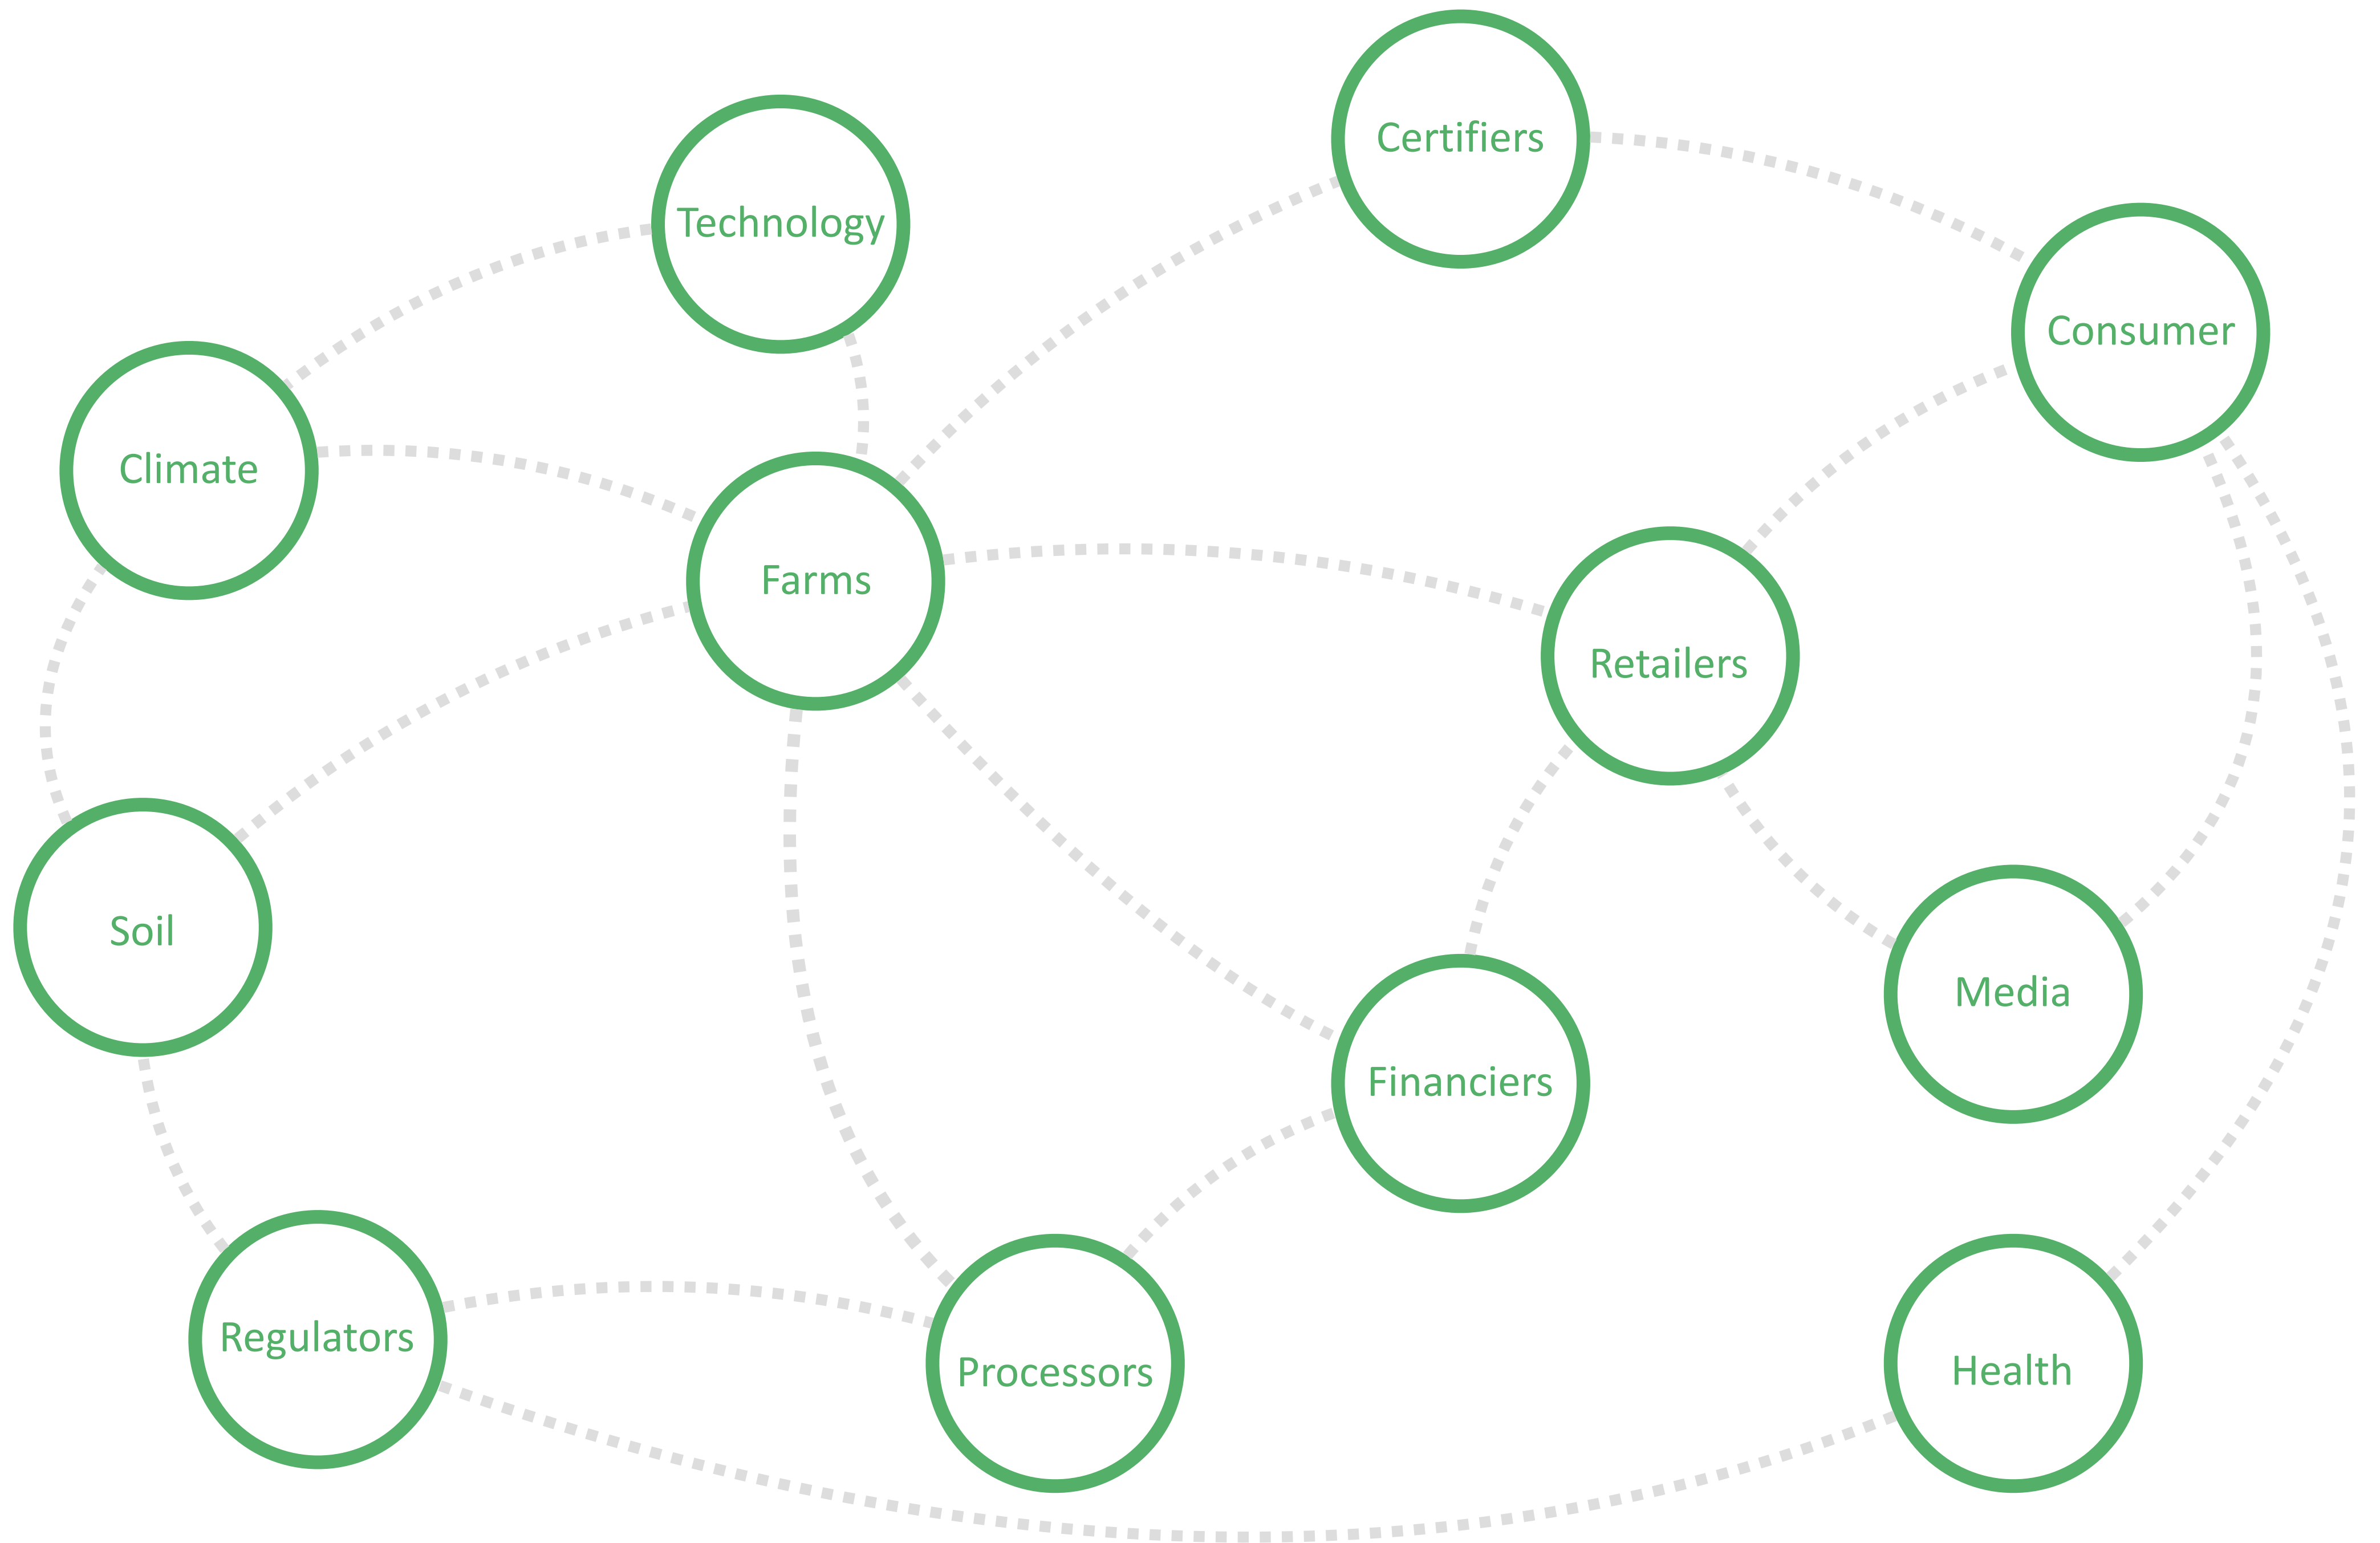 Certifiers
Technology
Consumer
Climate
Farms
Retailers
Soil
Media
Financiers
Regulators
Processors
Health